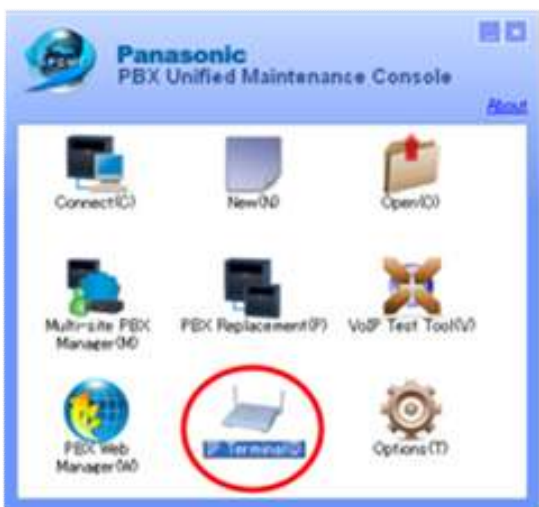 Panasonic
PBX Unified Maintenance Console
About
Connect(C)
New(N)
Open(O)
Multi-site PBX
Manager(M)
PBX Replacement(P)
VoIP Test Tool(V)
PBX Web
Manager(W)
IP Terminal(I)
Options(T)